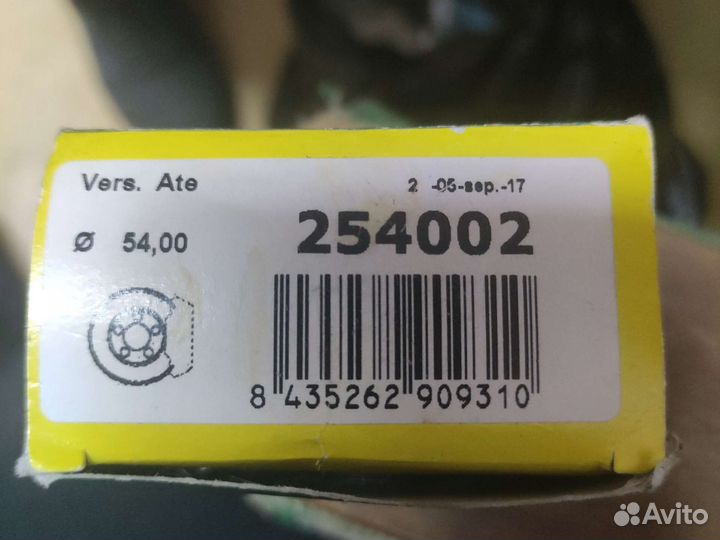 Vers. Ate 2 -05-sep.-17
Ø 54,00 254002
8 435262 909310
Avito